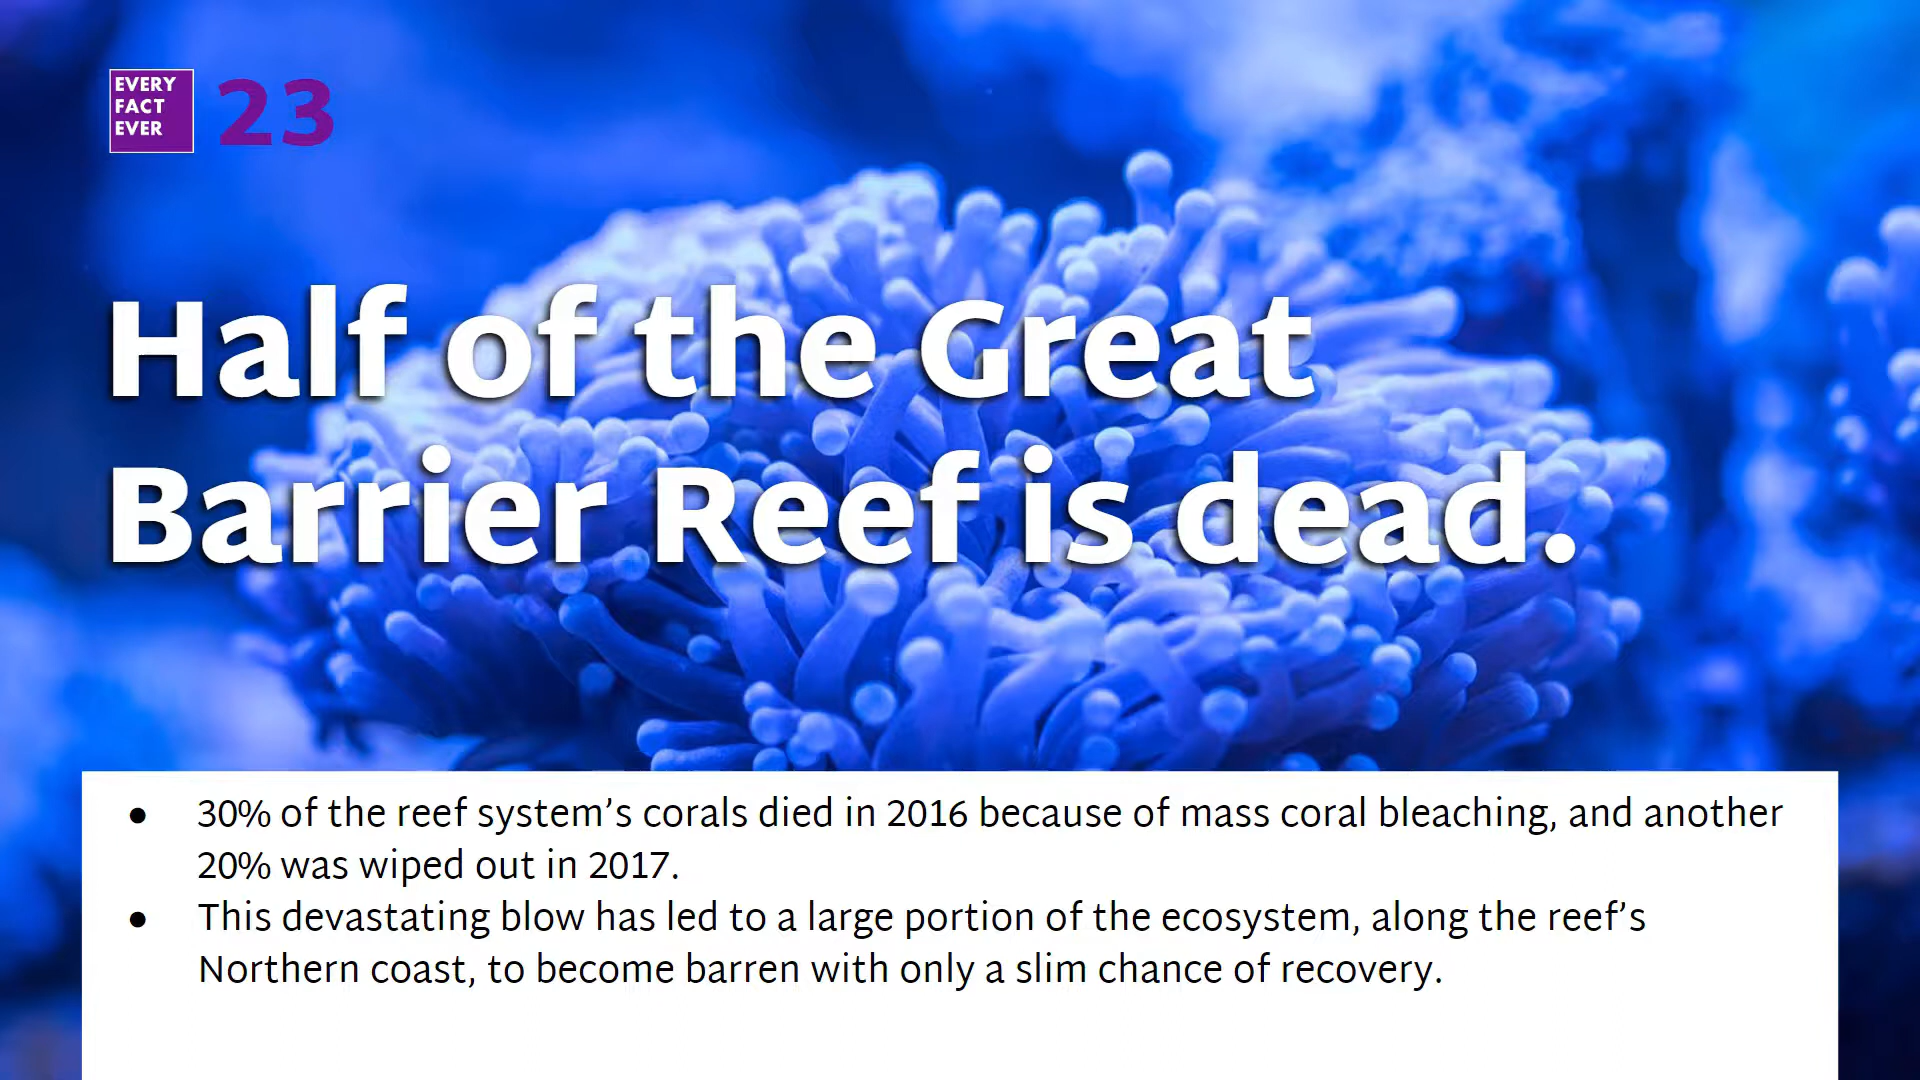 EVERY
FACT
EVER
23
Half of the Great
Barrier Reef is dead.
● 30% of the reef system’s corals died in 2016 because of mass coral bleaching, and another
20% was wiped out in 2017.
● This devastating blow has led to a large portion of the ecosystem, along the reef’s
Northern coast, to become barren with only a slim chance of recovery.